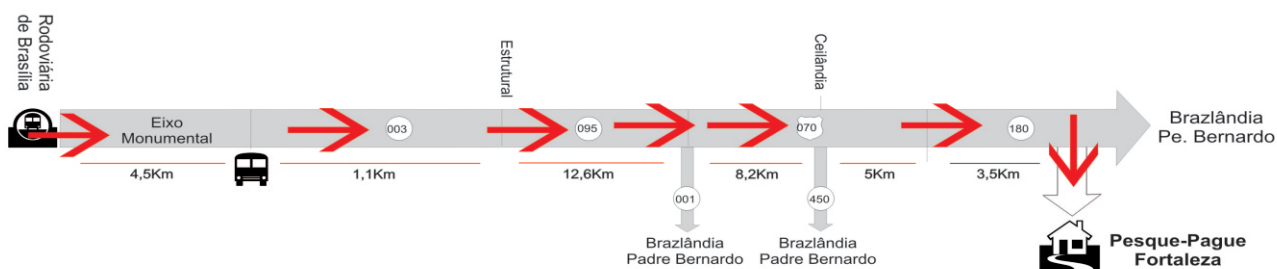 Rodoviária
de Brasília
Eixo
Monumental
003
Estrutural
095
070
Ceilândia
180
Brazlândia
Pe. Bernardo
4,5Km
1,1Km
12,6Km
8,2Km
5Km
3,5Km
001
450
Brazlândia
Padre Bernardo
Brazlândia
Padre Bernardo
Pesque-Pague
Fortaleza